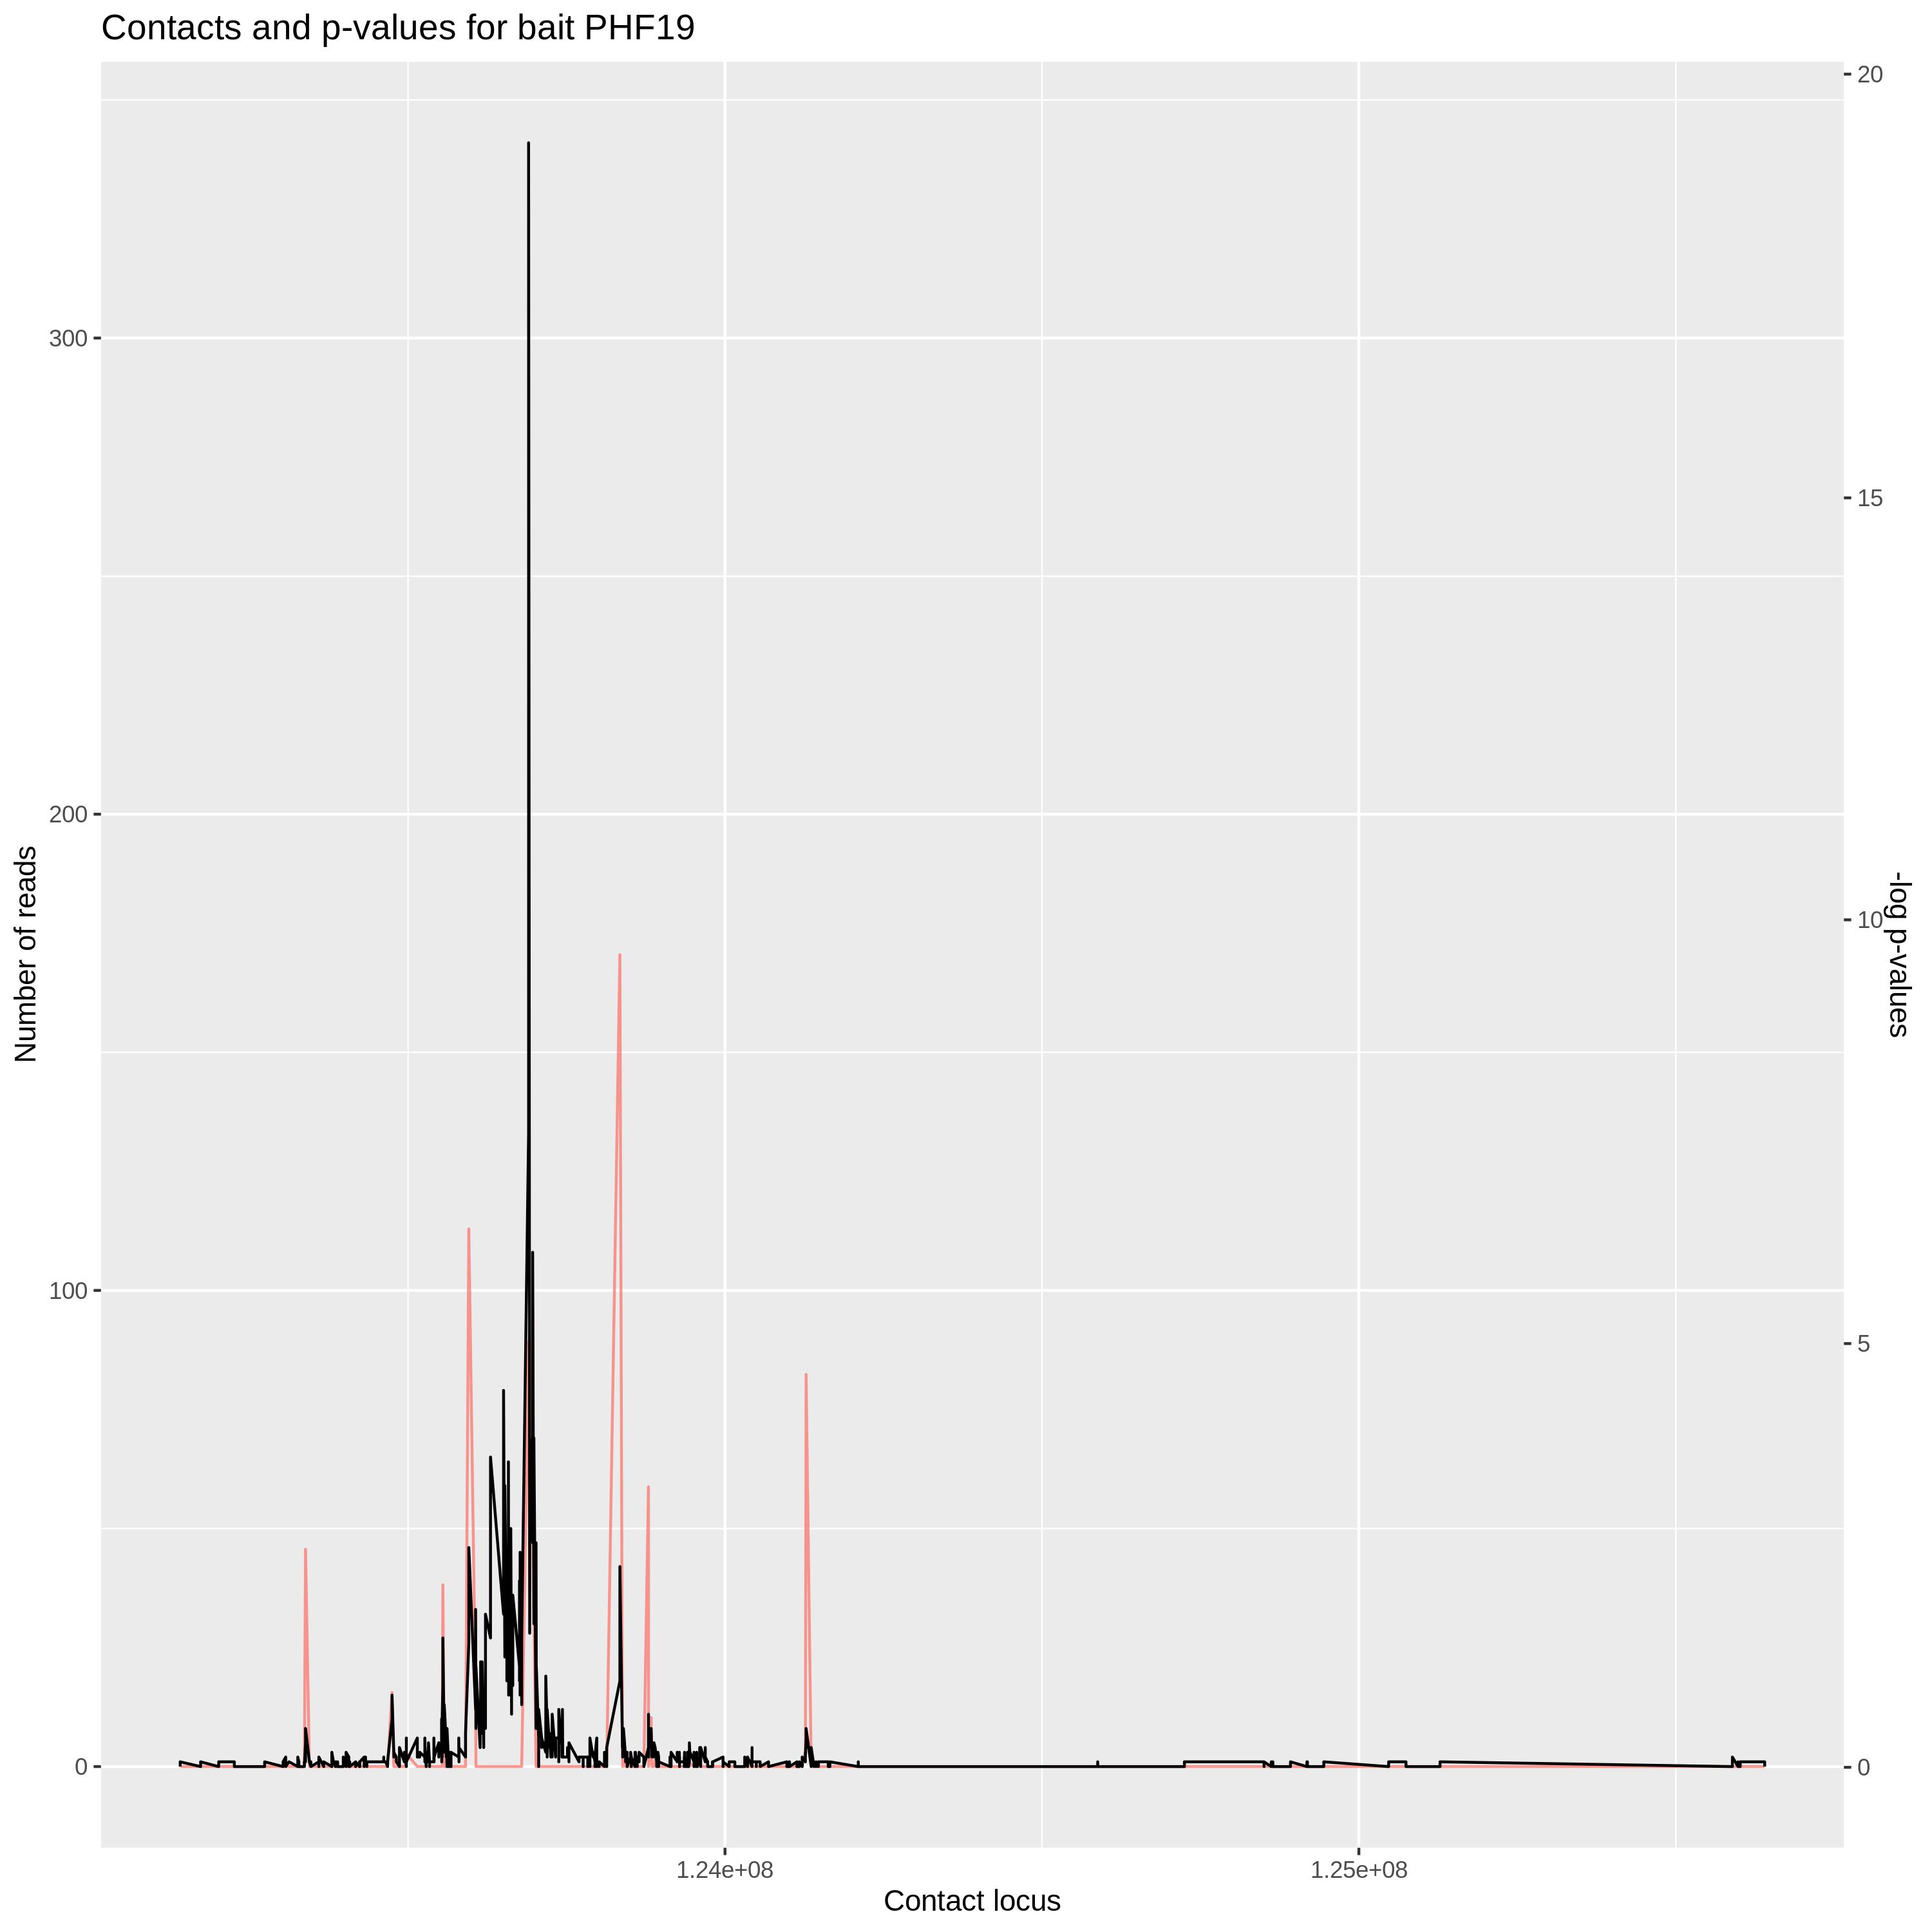 Contacts and p-values for bait PHF19
20
300
15
200
10
Number of reads
-log p-values
100
5
0
0
1.24e+08
1.25e+08
Contact locus